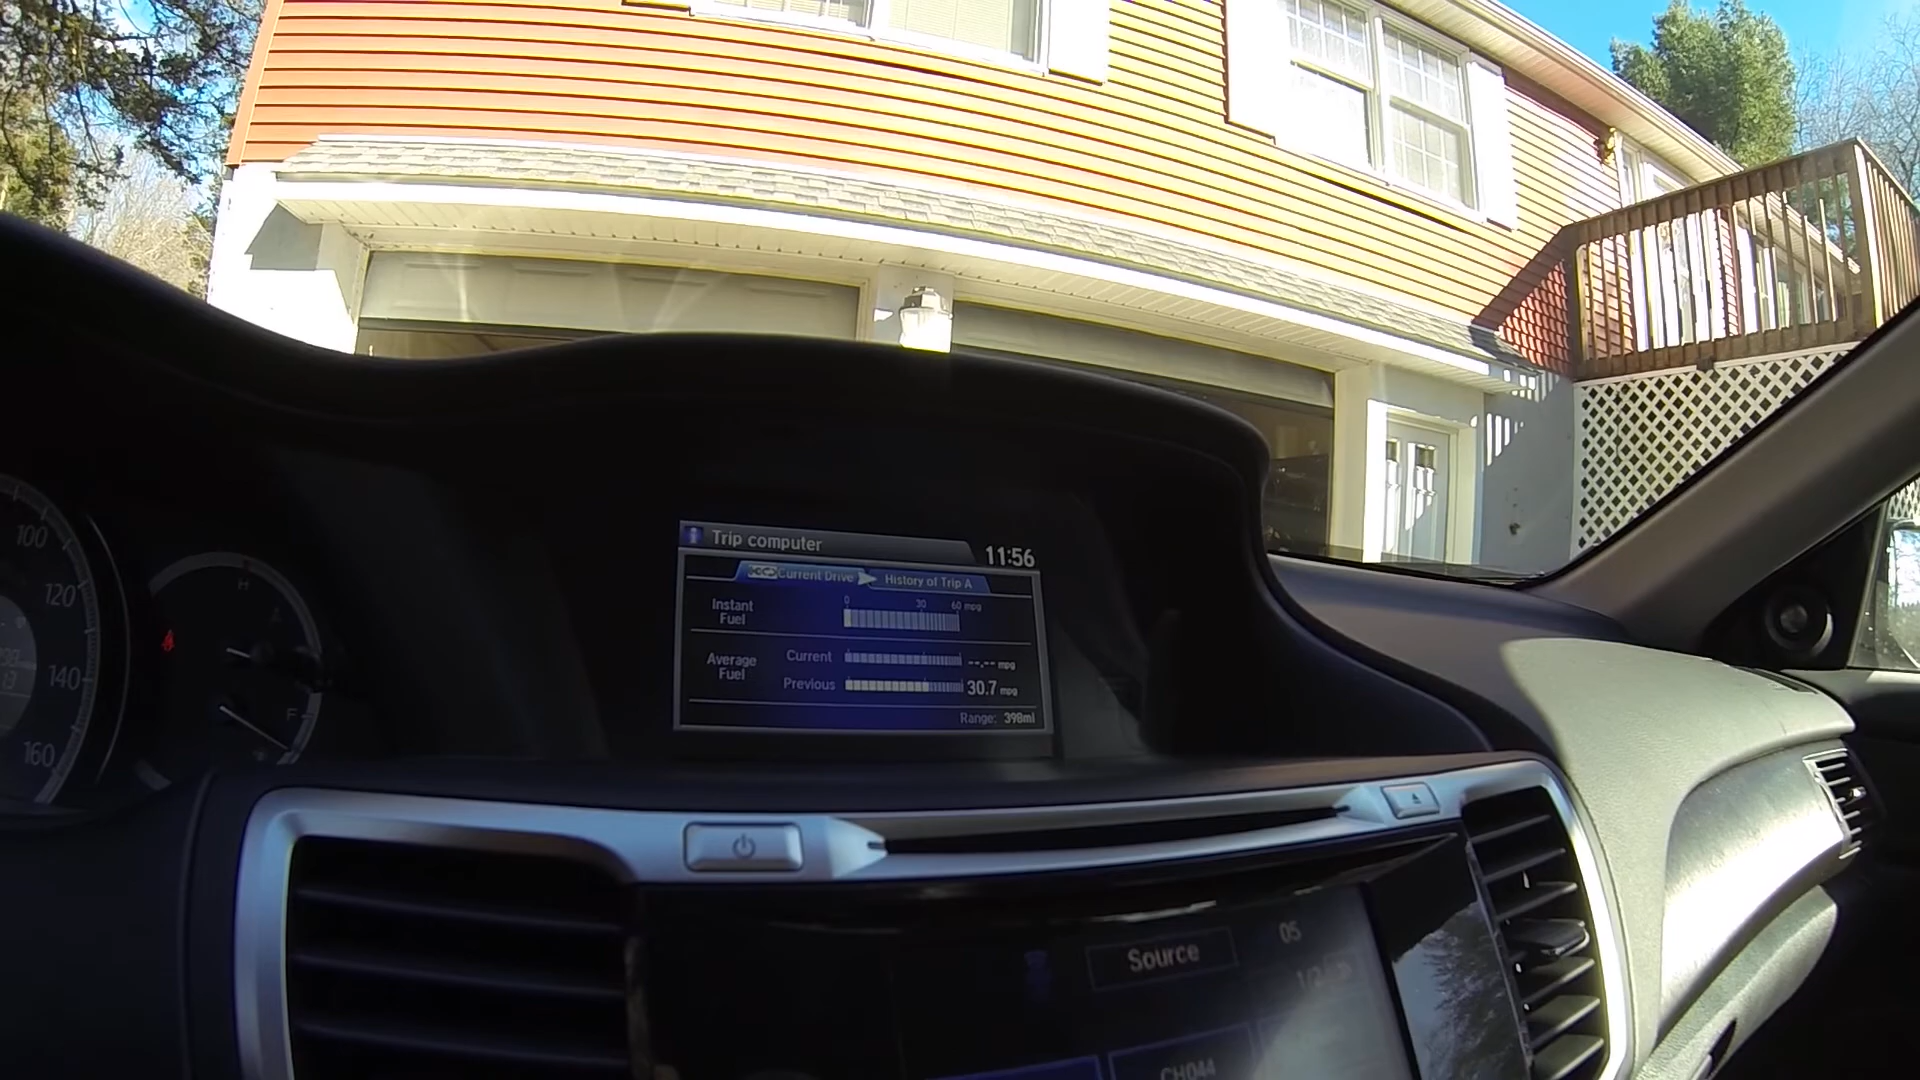 Trip computer
11:56
Current Drive
History of Trip A
0 30 60 mpg
Instant
Fuel
Average
Fuel
Current --.-- mpg
Previous 30.7 mpg
Range: 398mi
100
120
140
160
H
F
Source
05
CH044